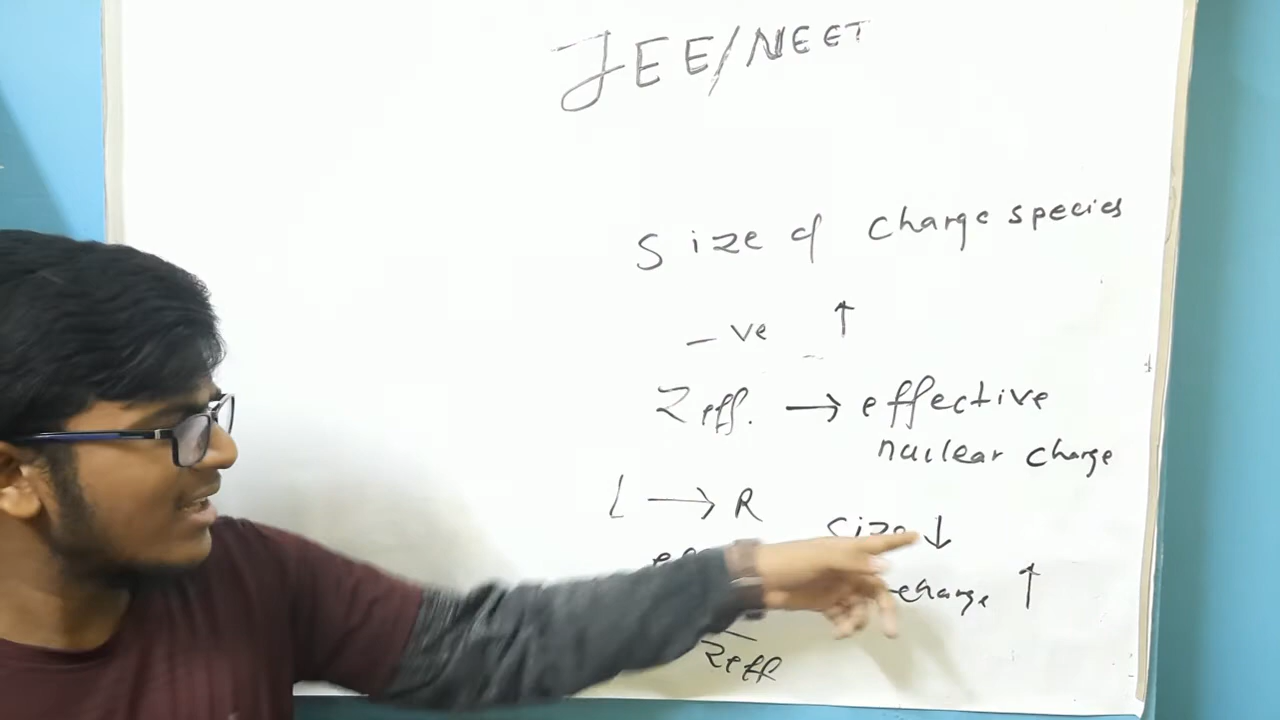 JEE/NEET
Size of charge species
-ve ↑
Zeff. → effective
nuclear charge
L → R
size ↓
charge ↑
Zeff